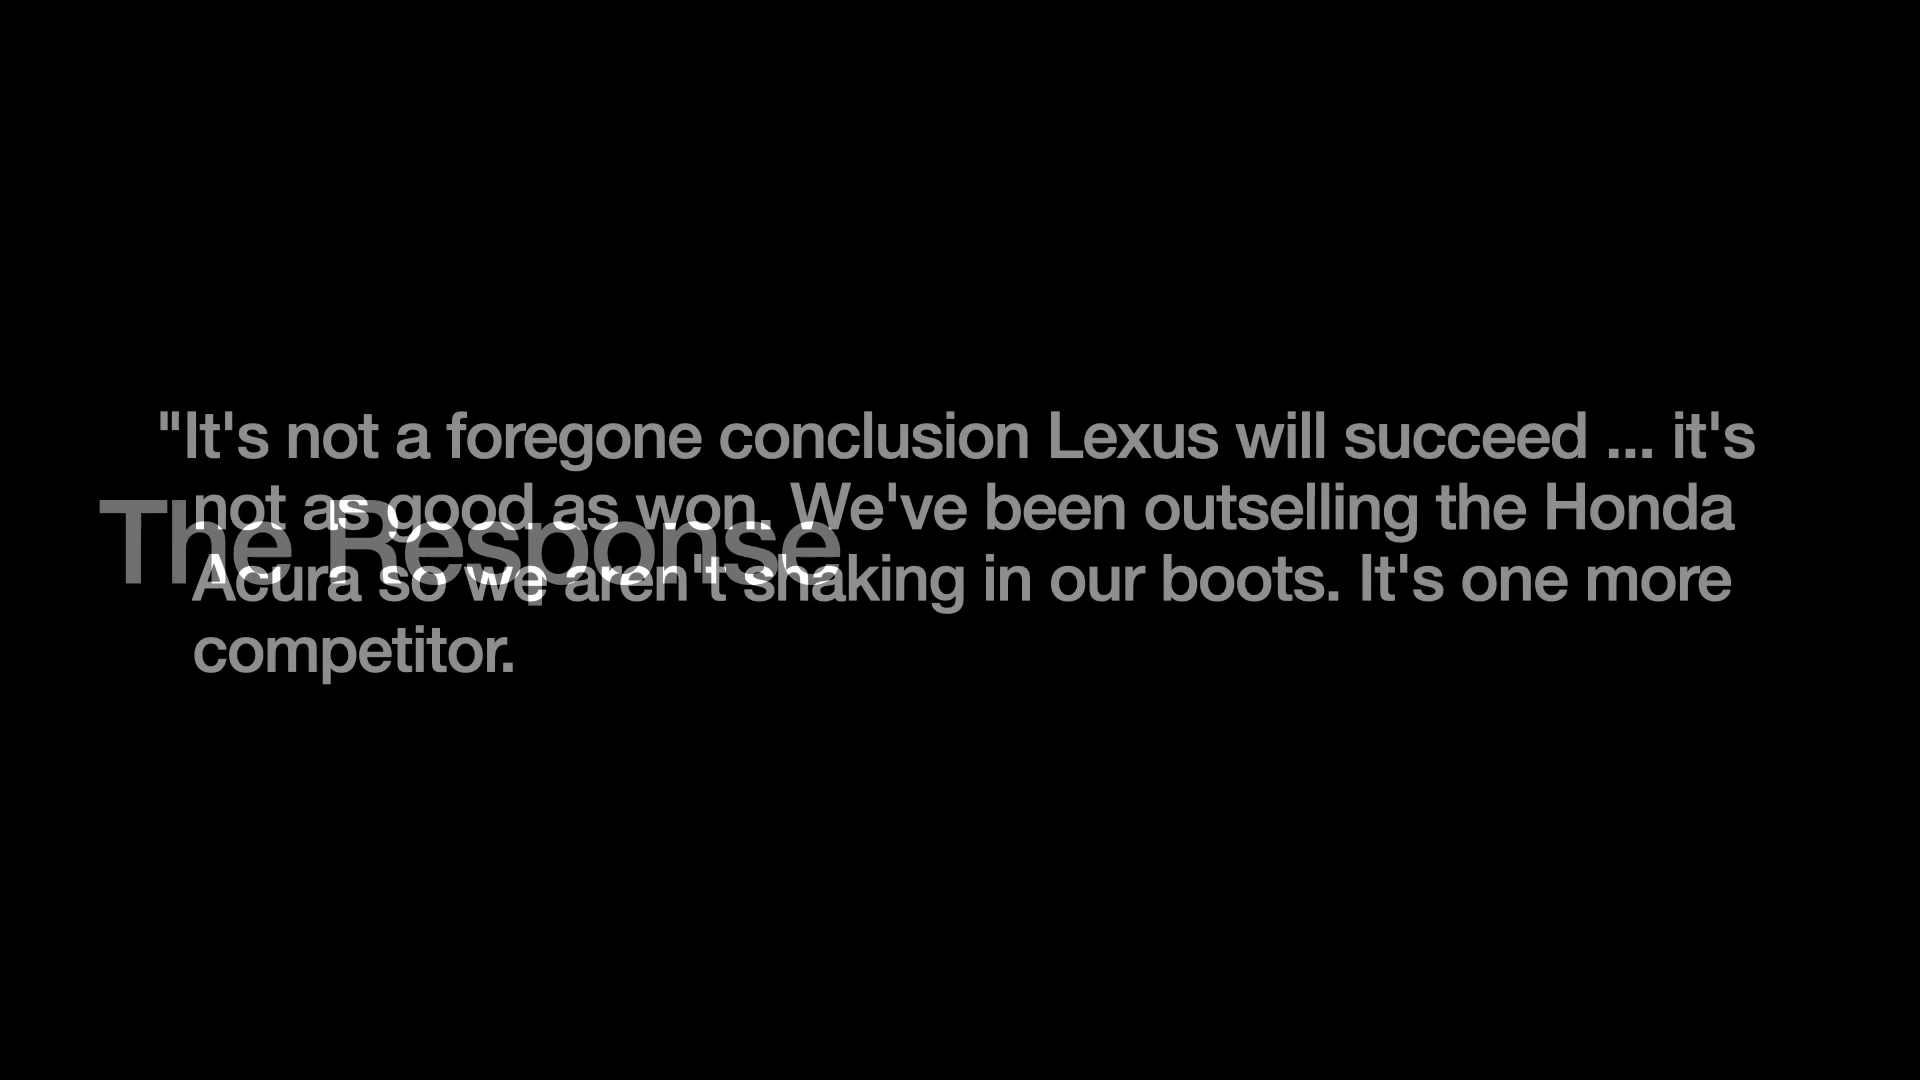 "It's not a foregone conclusion Lexus will succeed ... it's
not as good as won. We've been outselling the Honda
The Response
Acura so we aren't shaking in our boots. It's one more
competitor.